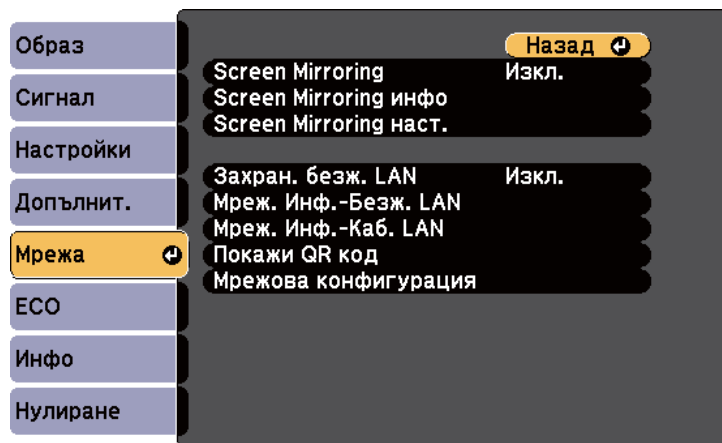 Образ
Сигнал
Настройки
Допълнит.
Мрежа
ECO
Инфо
Нулиране
Назад
Screen Mirroring Изкл.
Screen Mirroring инфо
Screen Mirroring наст.
Захран. безж. LAN Изкл.
Мреж. Инф.-Безж. LAN
Мреж. Инф.-Каб. LAN
Покажи QR код
Мрежова конфигурация